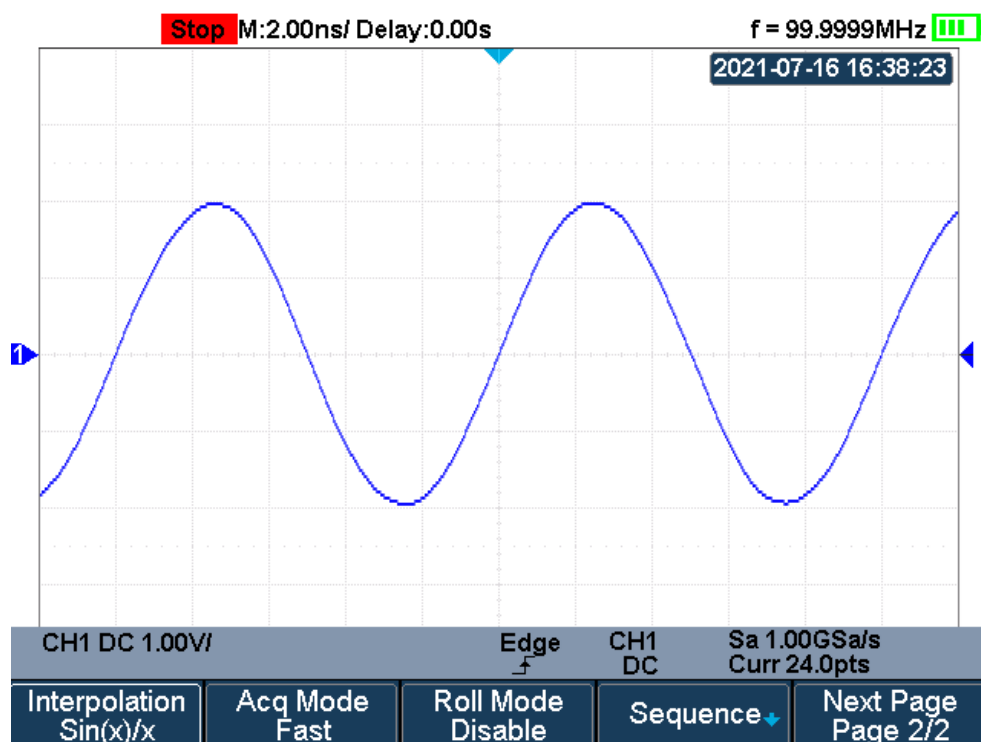 Stop M:2.00ns/ Delay:0.00s f = 99.9999MHz
2021-07-16 16:38:23
1
CH1 DC 1.00V/ Edge CH1 Sa 1.00GSa/s
DC Curr 24.0pts
Interpolation Acq Mode Roll Mode Sequence Next Page
Sin(x)/x Fast Disable Page 2/2